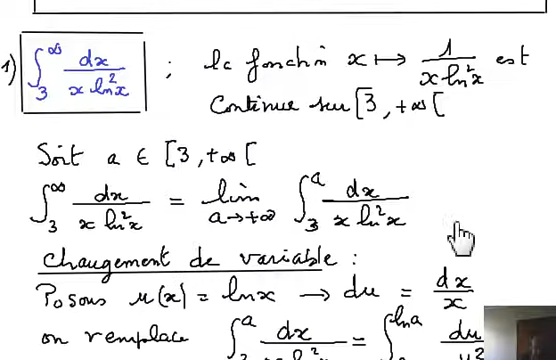 1) ∫₃^∞ dx / (x ln²x) ; la fonction x ↦ 1 / (x ln²x) est
Continue sur [3, +∞[
Soit a ∈ [3, +∞[
∫₃^∞ dx / (x ln²x) = lim_{a→+∞} ∫₃^a dx / (x ln²x)
Changement de variable :
Posons u(x) = ln x → du = dx / x
on remplace ∫₃^a dx / (x ln²x) = ∫^{ln a} du / u²